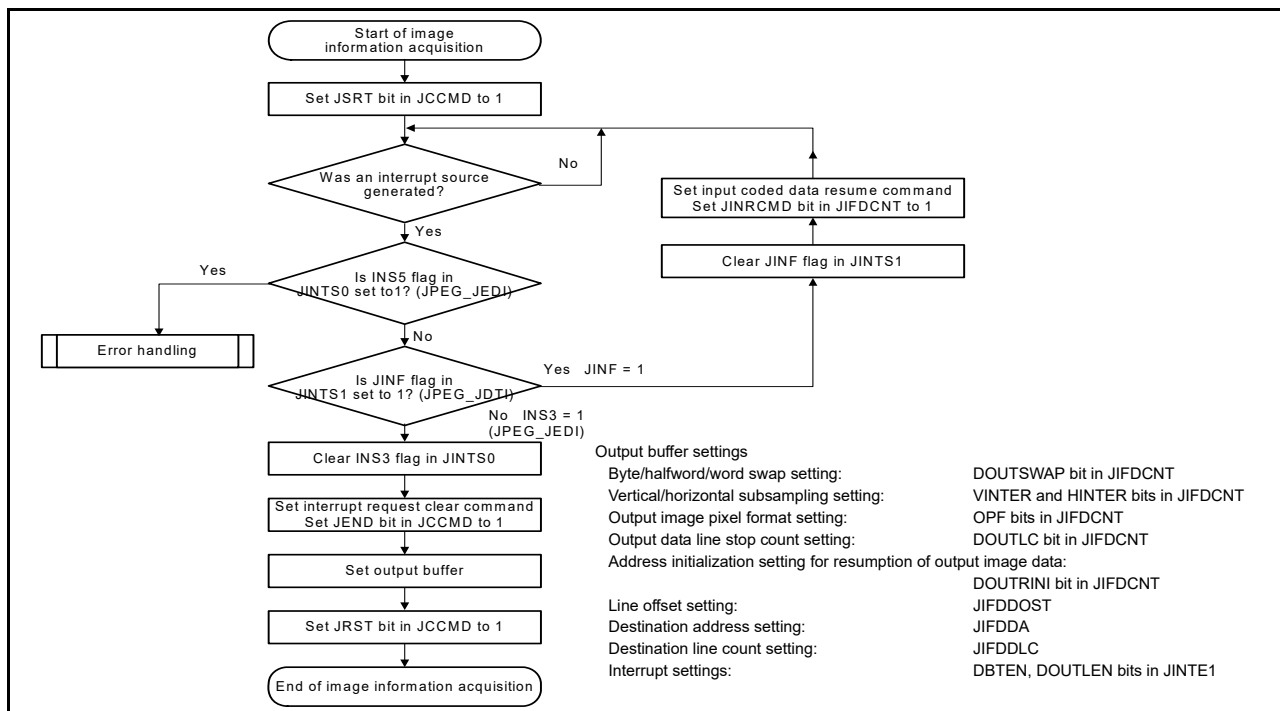 Start of image
information acquisition
Set JSRT bit in JCCMD to 1
Was an interrupt source
generated?
No
Yes
Set input coded data resume command
Set JINRCMD bit in JIFDCNT to 1
Clear JINF flag in JINTS1
Is INS5 flag in
JINTS0 set to1? (JPEG_JEDI)
Yes
Error handling
No
Is JINF flag in
JINTS1 set to 1? (JPEG_JDTI)
Yes JINF = 1
No INS3 = 1
(JPEG_JEDI)
Clear INS3 flag in JINTS0
Set interrupt request clear command
Set JEND bit in JCCMD to 1
Set output buffer
Set JRST bit in JCCMD to 1
End of image information acquisition
Output buffer settings
Byte/halfword/word swap setting: DOUTSWAP bit in JIFDCNT
Vertical/horizontal subsampling setting: VINTER and HINTER bits in JIFDCNT
Output image pixel format setting: OPF bits in JIFDCNT
Output data line stop count setting: DOUTLC bit in JIFDCNT
Address initialization setting for resumption of output image data:
DOUTRINI bit in JIFDCNT
Line offset setting: JIFDDOST
Destination address setting: JIFDDA
Destination line count setting: JIFDDLC
Interrupt settings: DBTEN, DOUTLEN bits in JINTE1